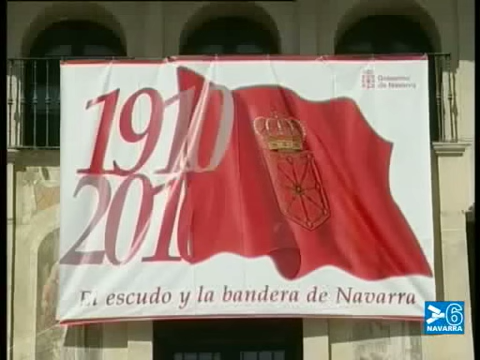 Gobierno
de Navarra
1910
2010
El escudo y la bandera de Navarra
6
NAVARRA